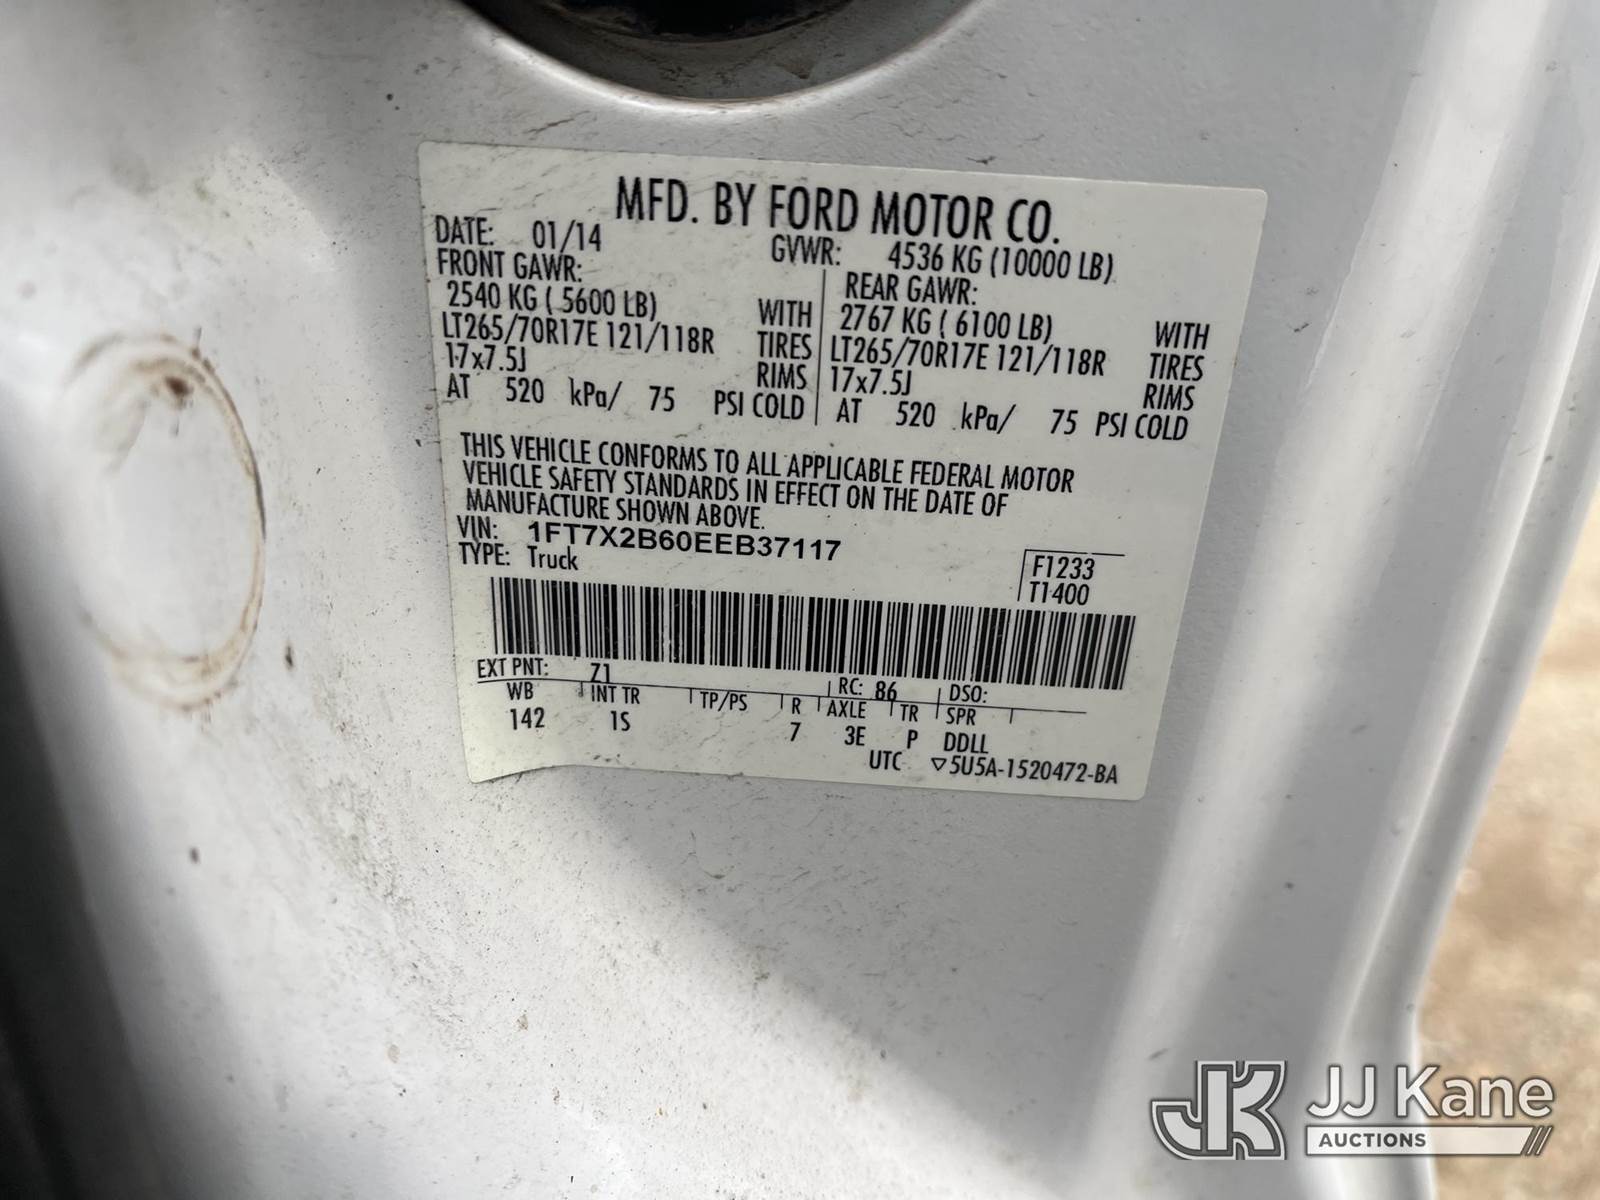 MFD. BY FORD MOTOR CO.
DATE: 01/14 GVWR: 4536 KG (10000 LB)
FRONT GAWR: REAR GAWR:
2540 KG ( 5600 LB) WITH 2767 KG ( 6100 LB) WITH
LT265/70R17E 121/118R TIRES LT265/70R17E 121/118R TIRES
17x7.5J RIMS 17x7.5J RIMS
AT 520 kPa/ 75 PSI COLD AT 520 kPa/ 75 PSI COLD
THIS VEHICLE CONFORMS TO ALL APPLICABLE FEDERAL MOTOR
VEHICLE SAFETY STANDARDS IN EFFECT ON THE DATE OF
MANUFACTURE SHOWN ABOVE.
VIN: 1FT7X2B60EEB37117
TYPE: Truck F1233
T1400
EXT PNT: Z1 RC: 86 DSO:
WB INT TR TP/PS R AXLE TR SPR
142 1S 7 3E P DDLL
UTC ▽5U5A-1520472-BA
JK JJ Kane
AUCTIONS